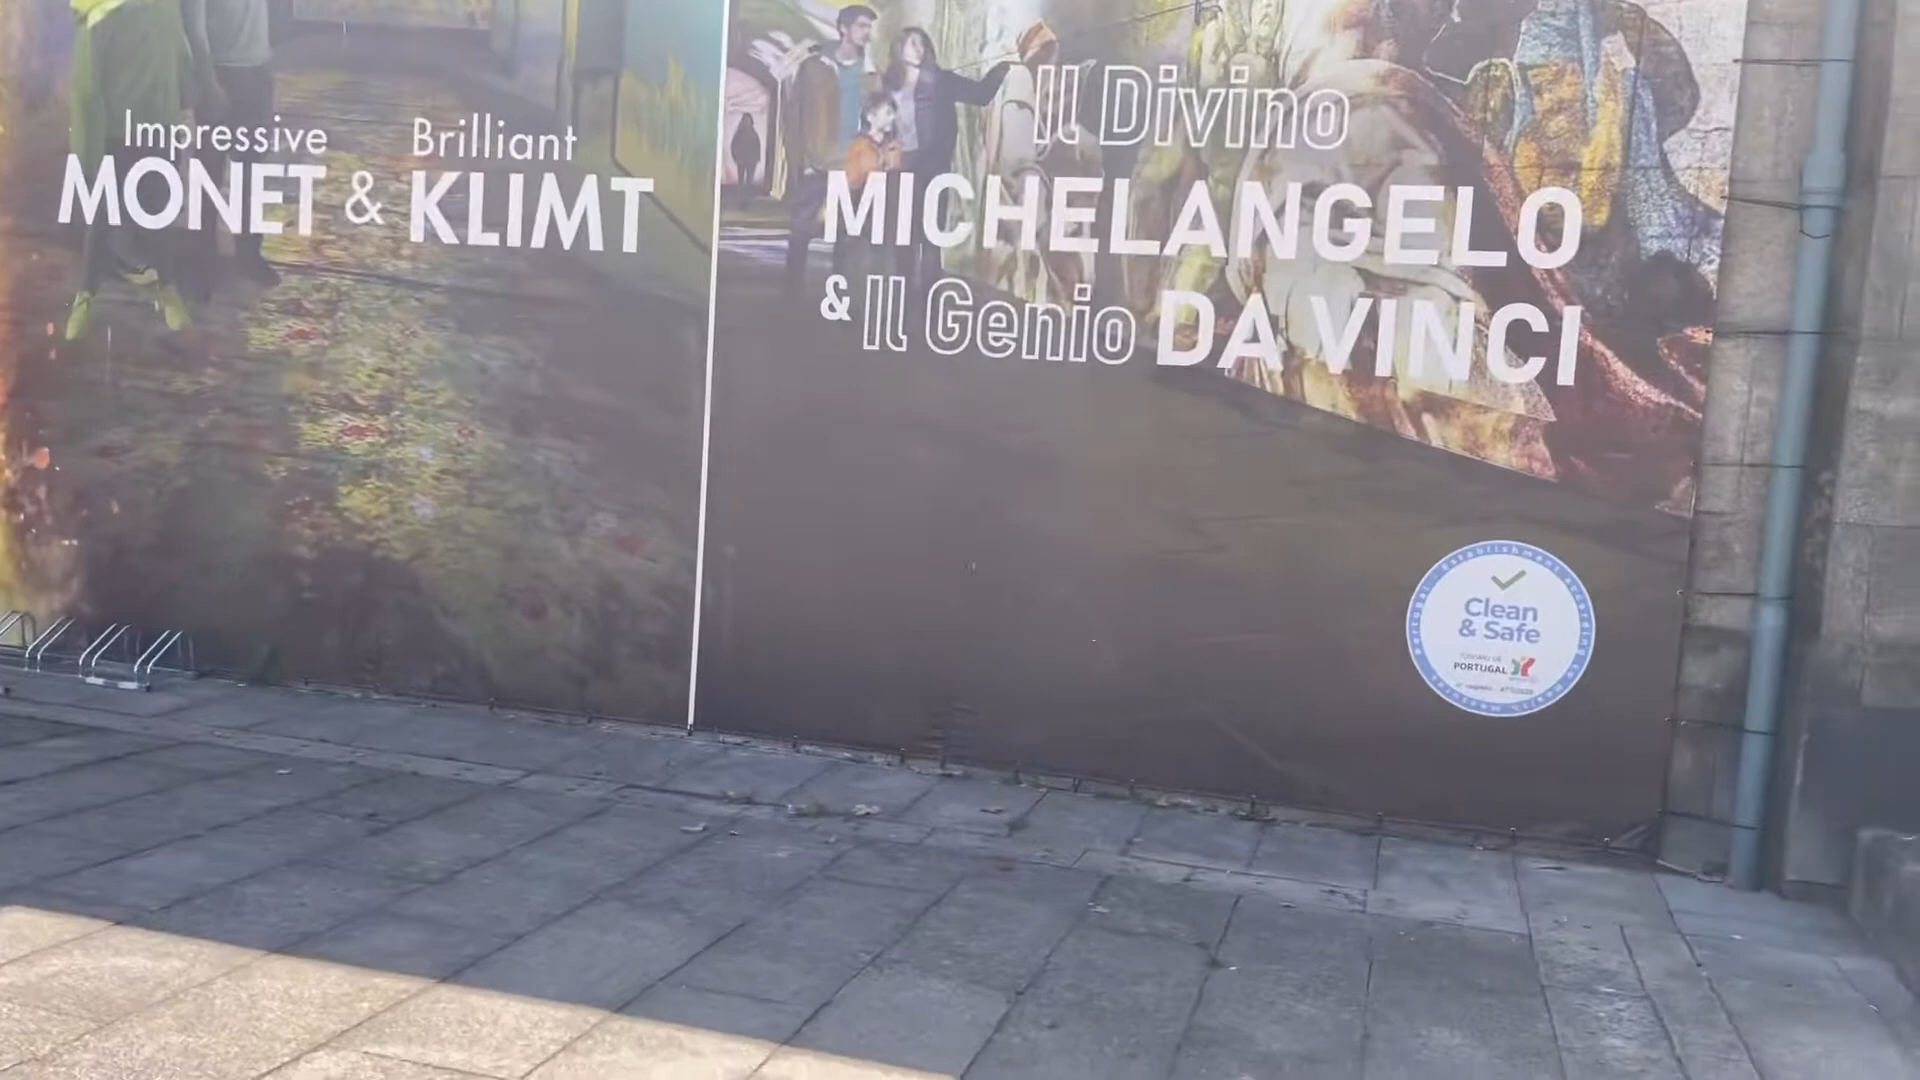 Impressive Brilliant
MONET & KLIMT
Il Divino
MICHELANGELO
& Il Genio DA VINCI
Clean
& Safe
TURISMO DE
PORTUGAL